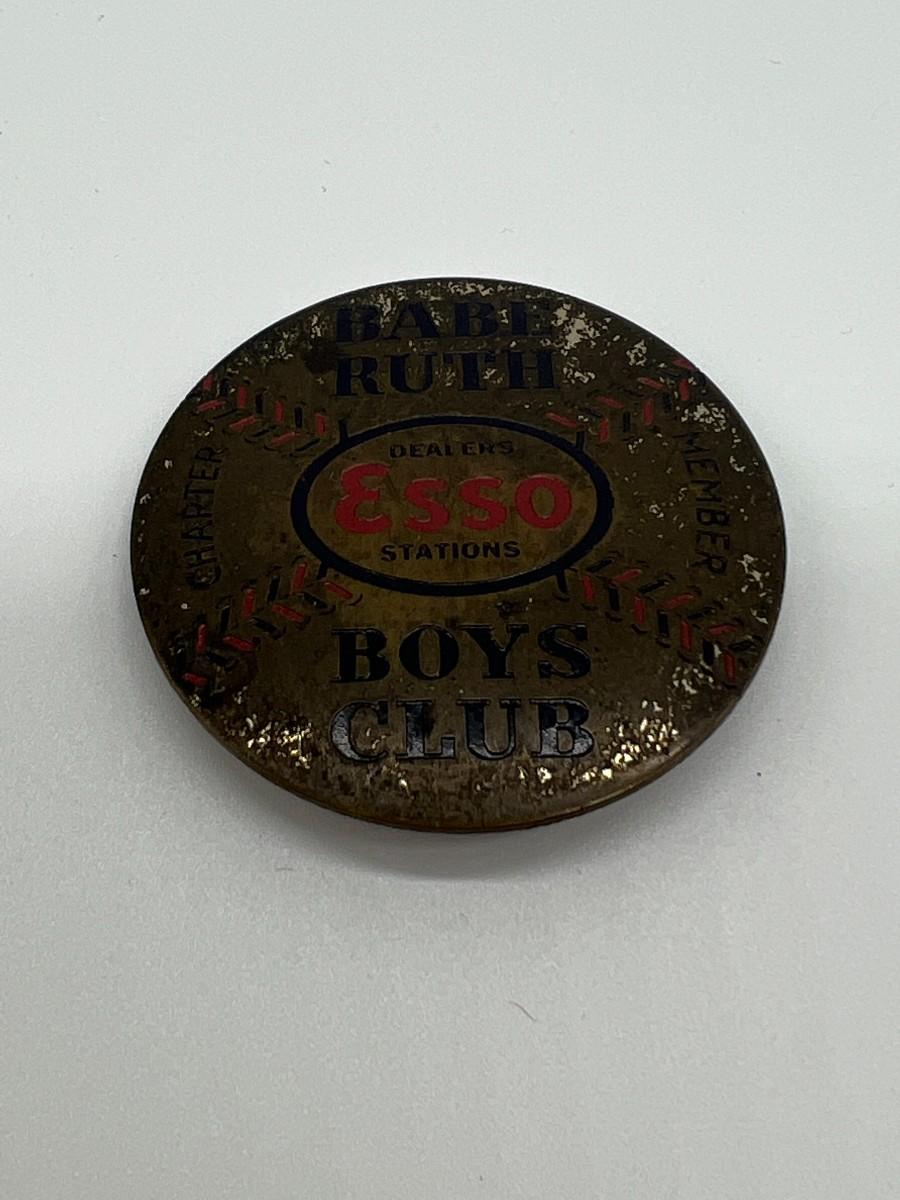 BABE
RUTH
CHARTER
DEALERS
Esso
STATIONS
MEMBER
BOYS
CLUB